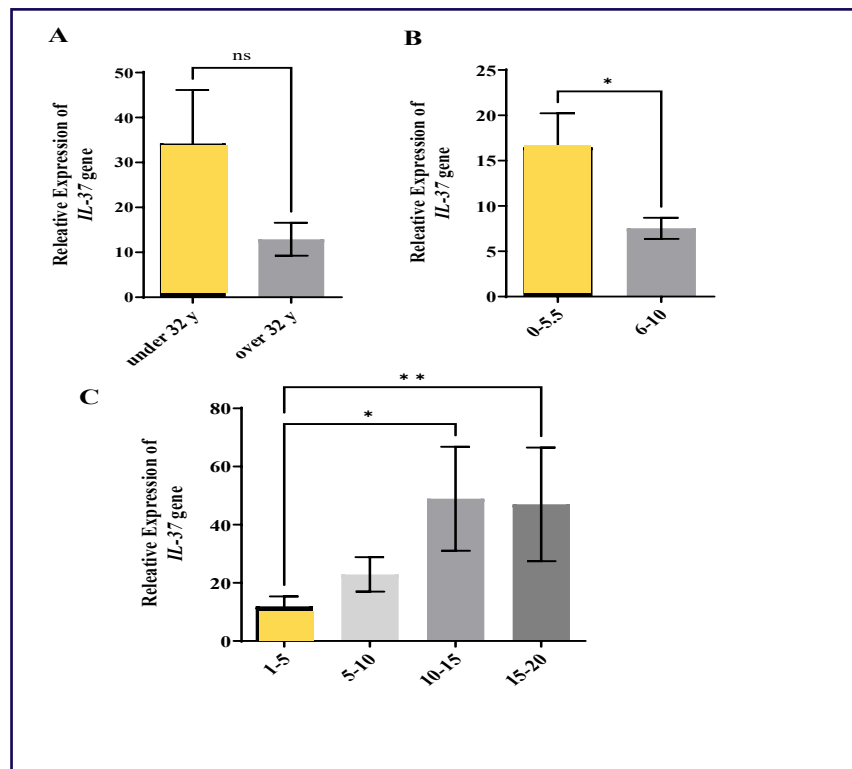 A
ns
Releative Expression of
IL-37 gene
50
40
30
20
10
0
under 32 y
over 32 y
B
*
Releative Expression of
IL-37 gene
25
20
15
10
5
0
0-5.5
6-10
C
* *
*
Releative Expression of
IL-37 gene
80
60
40
20
0
1-5
5-10
10-15
15-20